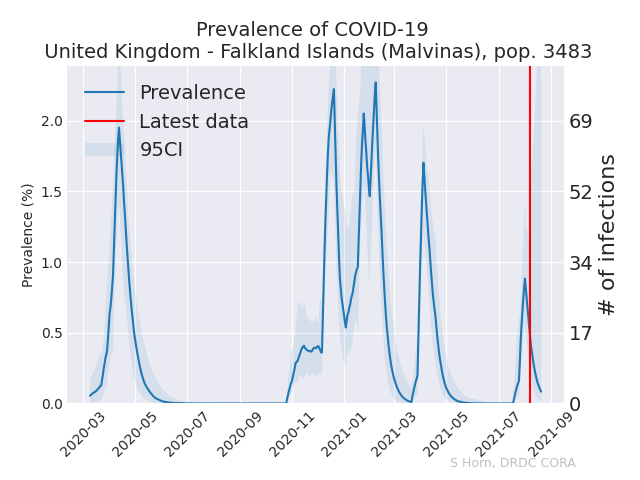 Prevalence of COVID-19
United Kingdom - Falkland Islands (Malvinas), pop. 3483
Prevalence
Latest data
95CI
Prevalence (%)
2.0
1.5
1.0
0.5
0.0
69
52
34
17
0
# of infections
2020-03
2020-05
2020-07
2020-09
2020-11
2021-01
2021-03
2021-05
2021-07
2021-09
S Horn, DRDC CORA